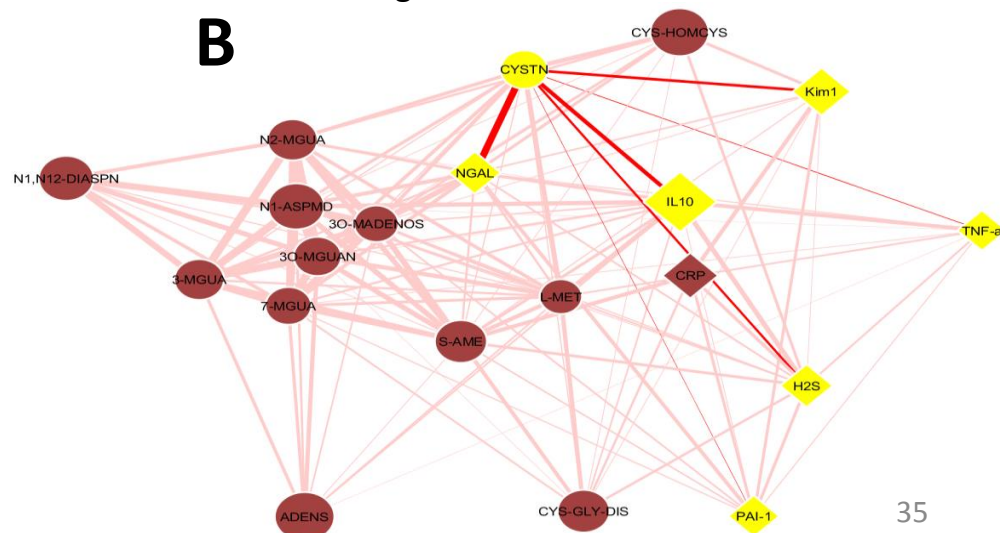 B
CYS-HOMCYS
CYSTN
Kim1
N2-MGUA
N1,N12-DIASPN
NGAL
IL10
N1-ASPMD
3O-MADENOS
TNF-a
3O-MGUAN
3-MGUA
CRP
7-MGUA
L-MET
S-AME
H2S
ADENS
CYS-GLY-DIS
PAI-1
35